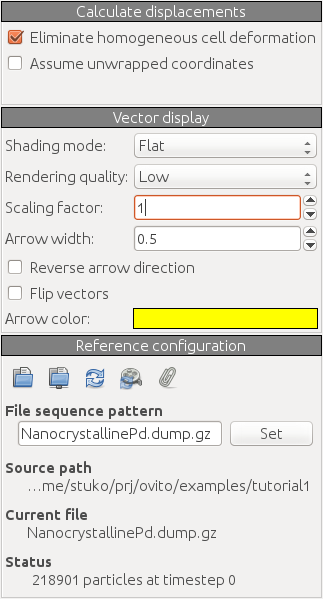 Calculate displacements
Eliminate homogeneous cell deformation
Assume unwrapped coordinates
Vector display
Shading mode: Flat
Rendering quality: Low
Scaling factor: 1
Arrow width: 0.5
Reverse arrow direction
Flip vectors
Arrow color:
Reference configuration
File sequence pattern
NanocrystallinePd.dump.gz Set
Source path
...me/stuko/prj/ovito/examples/tutorial1
Current file
NanocrystallinePd.dump.gz
Status
218901 particles at timestep 0